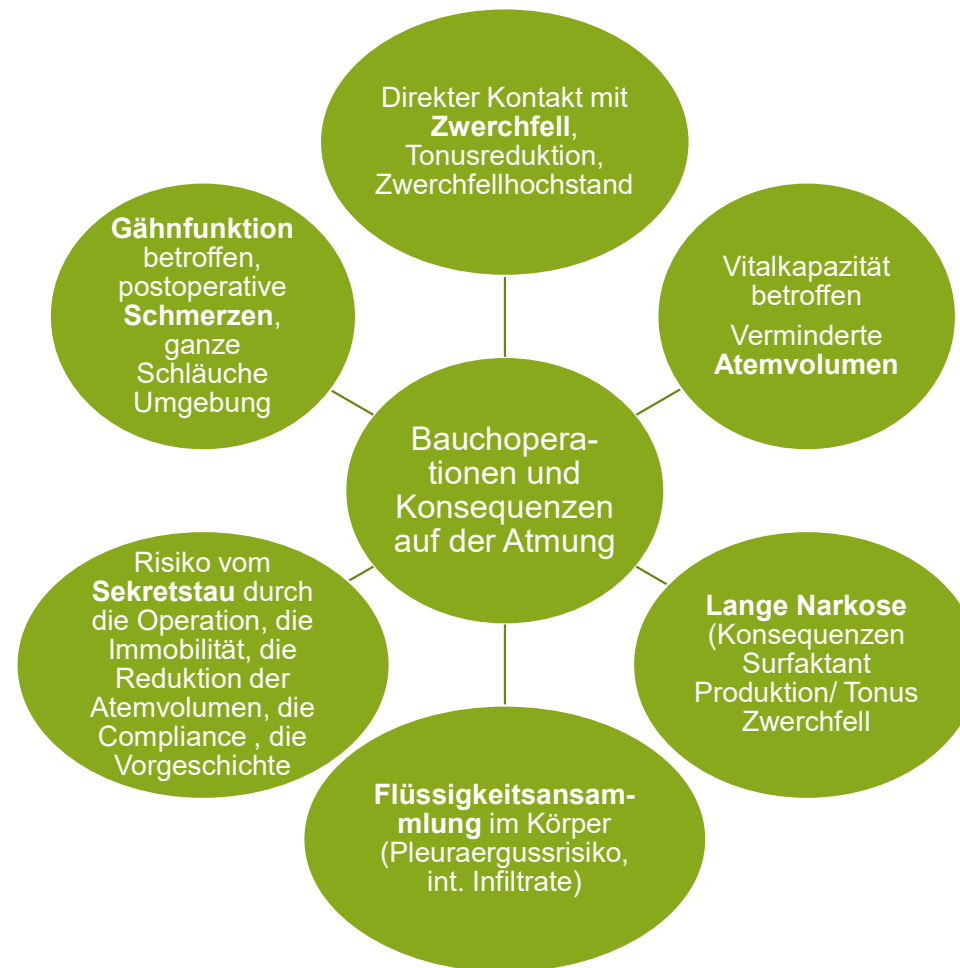 Direkter Kontakt mit
Zwerchfell,
Tonusreduktion,
Zwerchfellhochstand
Vitalkapazität
betroffen
Verminderte
Atemvolumen
Lange Narkose
(Konsequenzen
Surfaktant
Produktion/ Tonus
Zwerchfell
Flüssigkeitsansam-
mlung im Körper
(Pleuraergussrisiko,
int. Infiltrate)
Risiko vom
Sekretstau durch
die Operation, die
Immobilität, die
Reduktion der
Atemvolumen, die
Compliance , die
Vorgeschichte
Gähnfunktion
betroffen,
postoperative
Schmerzen,
ganze
Schläuche
Umgebung
Bauchopera-
tionen und
Konsequenzen
auf der Atmung